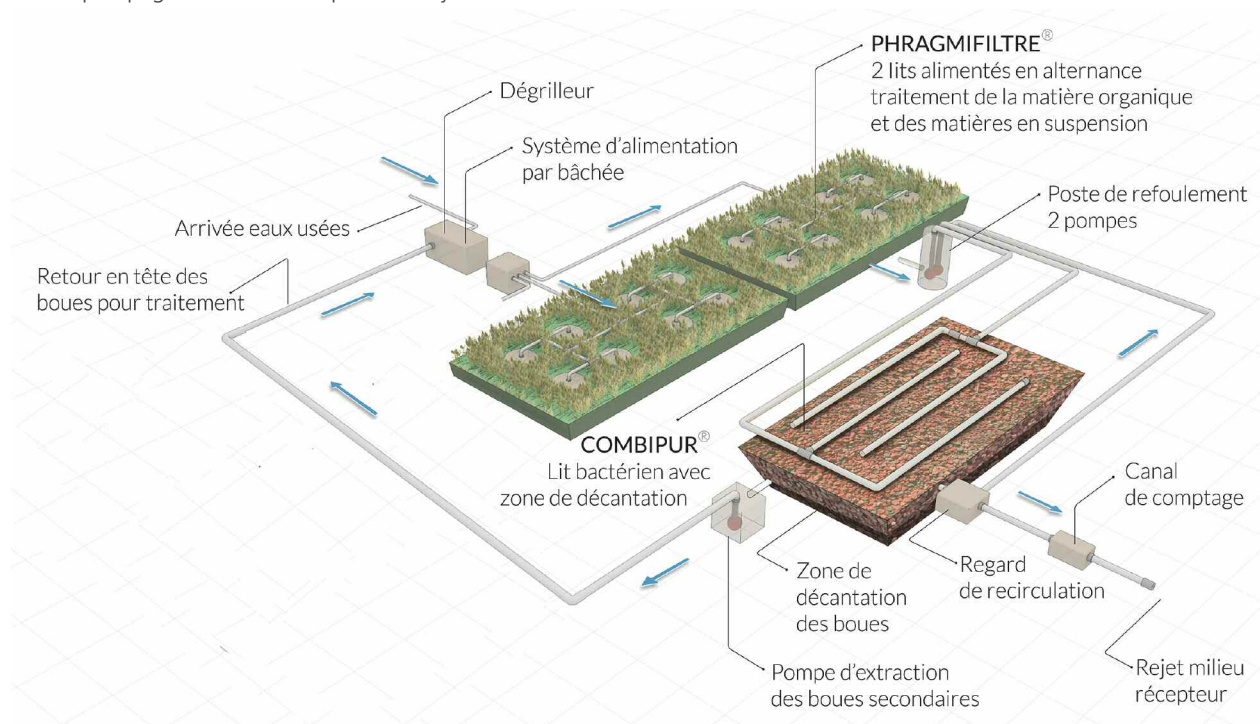 PHRAGMIFILTRE®
2 lits alimentés en alternance
traitement de la matière organique
et des matières en suspension
Dégrilleur
Système d'alimentation
par bâchée
Poste de refoulement
2 pompes
Arrivée eaux usées
Retour en tête des
boues pour traitement
COMBIPUR®
Lit bactérien avec
zone de décantation
Canal
de comptage
Zone de
décantation
des boues
Regard
de recirculation
Pompe d'extraction
des boues secondaires
Rejet milieu
récepteur